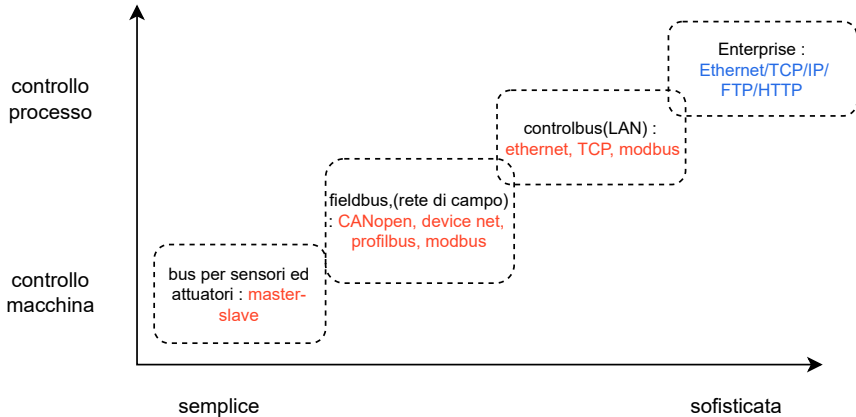 Enterprise :
Ethernet/TCP/IP/
FTP/HTTP
controllo
processo
controlbus(LAN) :
ethernet, TCP, modbus
fieldbus,(rete di campo)
: CANopen, device net,
profilbus, modbus
controllo
macchina
bus per sensori ed
attuatori : master-
slave
semplice
sofisticata